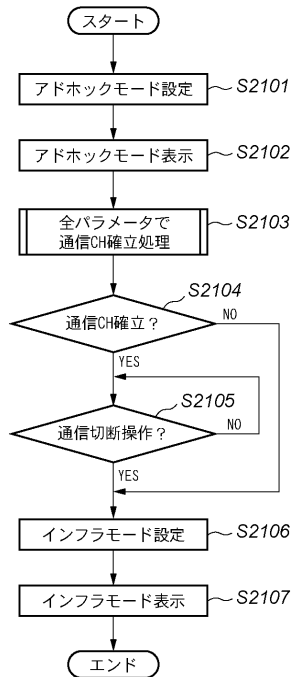 スタート
アドホックモード設定
S2101
アドホックモード表示
S2102
全パラメータで
通信CH確立処理
S2103
S2104
通信CH確立？
NO
YES
S2105
通信切断操作？
NO
YES
インフラモード設定
S2106
インフラモード表示
S2107
エンド